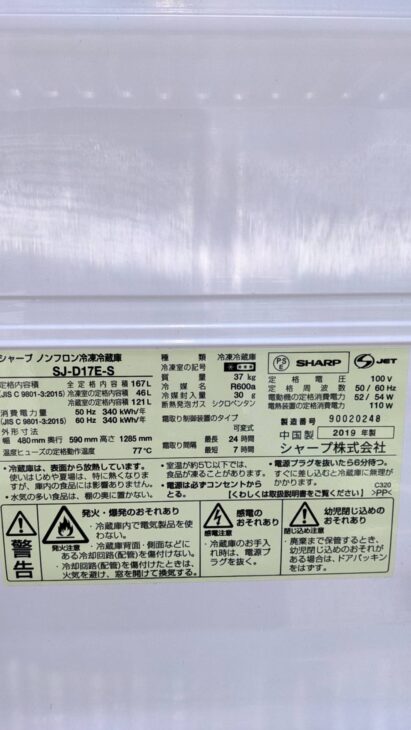 シャープ ノンフロン冷凍冷蔵庫
SJ-D17E-S
定格内容積 全定格内容積 167L
(JIS C 9801-3:2015) 冷凍室の定格内容積 46L
冷蔵室の定格内容積 121L
消費電力量 50 Hz 340 kWh/年
(JIS C 9801-3:2015) 60 Hz 340 kWh/年
外形寸法
幅 480mm 奥行 590mm 高さ 1285mm
温度ヒューズの定格動作温度 77℃
種類 冷凍冷蔵庫
冷凍室の記号
質量 37 kg
冷媒 R600a
冷媒封入量 30 g
断熱発泡ガス シクロペンタン
霜取り制御装置のタイプ
可変式
霜取り間隔 最長 24 時間
最短 7 時間
PS
E
SHARP
JET
定格電圧 100 V
定格周波数 50 / 60 Hz
電動機の定格消費電力 52 / 54 W
電熱装置の定格消費電力 110 W
製造番号 90020248
中国製 2019 年製
シャープ株式会社
・冷蔵庫は、表面から放熱しています。
使いはじめや夏場は、特に熱くなりま
すが、庫内の食品には影響ありません。
・水気の多い食品は、棚の奥に置かない。
・室温が約5℃以下では、
食品が凍ることがあります。
・電源は必ずコンセントから
とる。
・電源プラグを抜いたら6分待つ。
すぐに差し込むと、冷蔵庫に無理が
かかります。 C320
【くわしくは取扱説明書をご覧ください】 >PP<
警告
発火・爆発のおそれあり
発火注意
・冷蔵庫内で電気製品を使
わない。
・冷蔵庫背面・側面などに
ある冷却回路(配管)を傷付けない。
・冷却回路(配管)を傷付けたときは、
火気を避け、窓を開けて換気する。
感電の
おそれあり
感電注意
・冷蔵庫のお手入
れ時は、電源プ
ラグを抜く。
幼児閉じ込めの
おそれあり
閉じ込め注意
・廃棄まで保管するとき、
幼児閉じ込めのおそれが
ある場合は、ドアパッキン
をはずす。